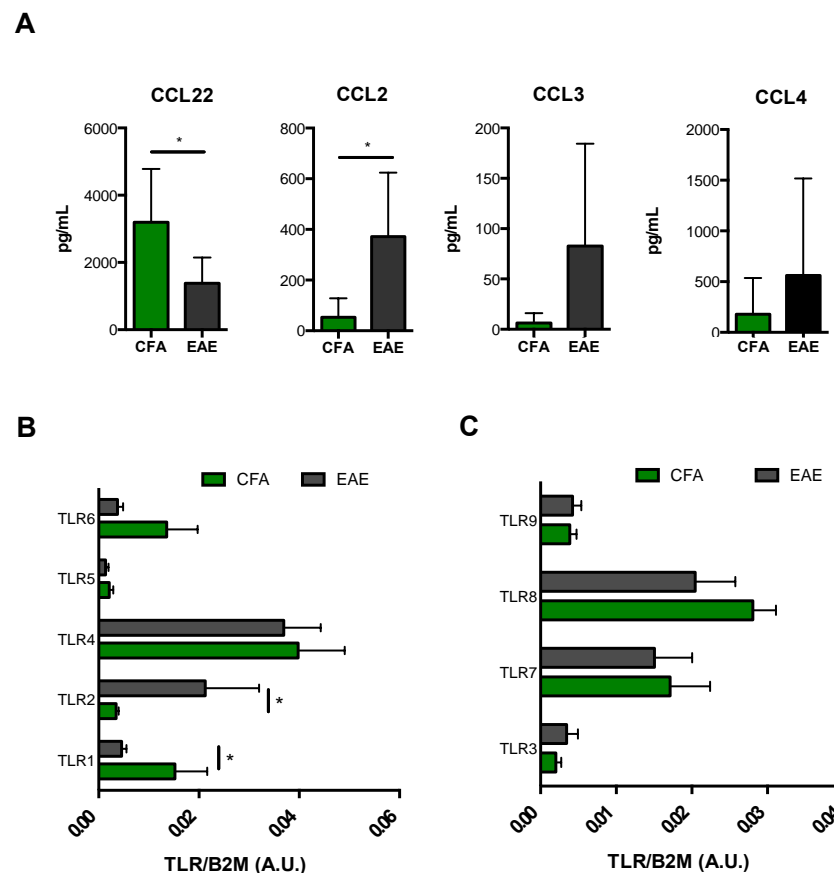 A
CCL22
6000
4000
2000
0
pg/mL
*
CFA EAE
CCL2
800
600
400
200
0
*
CFA EAE
CCL3
200
150
100
50
0
pg/mL
CFA EAE
CCL4
2000
1500
1000
500
0
pg/mL
CFA EAE
B
CFA EAE
TLR6
TLR5
TLR4
TLR2
*
TLR1
*
0.00 0.02 0.04 0.06
TLR/B2M (A.U.)
C
CFA EAE
TLR9
TLR8
TLR7
TLR3
0.00 0.01 0.02 0.03
TLR/B2M (A.U.)